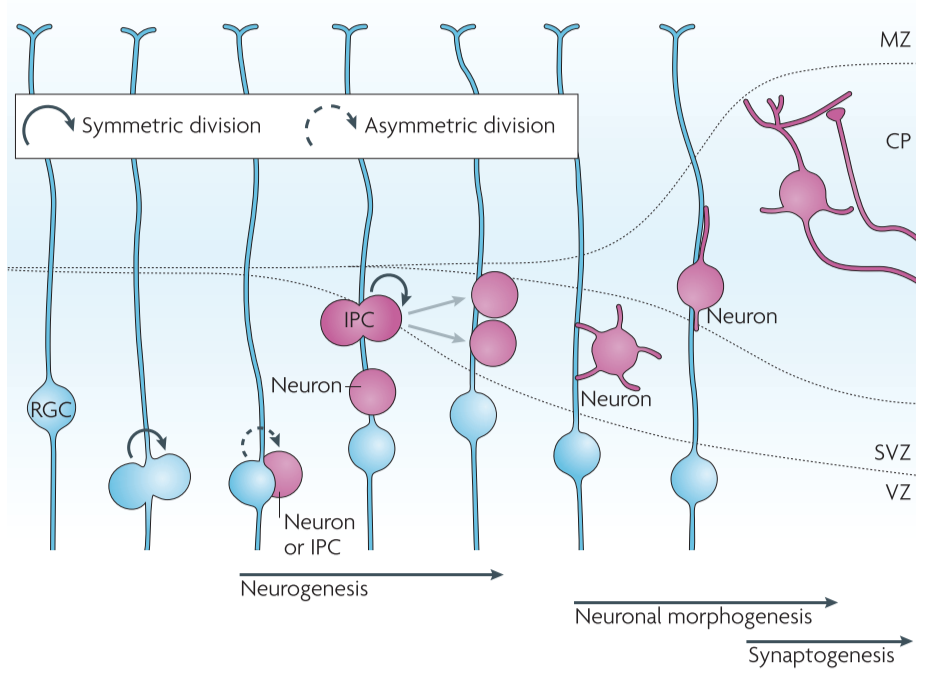 MZ
Symmetric division
Asymmetric division
CP
IPC
Neuron
Neuron
Neuron
RGC
SVZ
VZ
Neuron
or IPC
Neurogenesis
Neuronal morphogenesis
Synaptogenesis